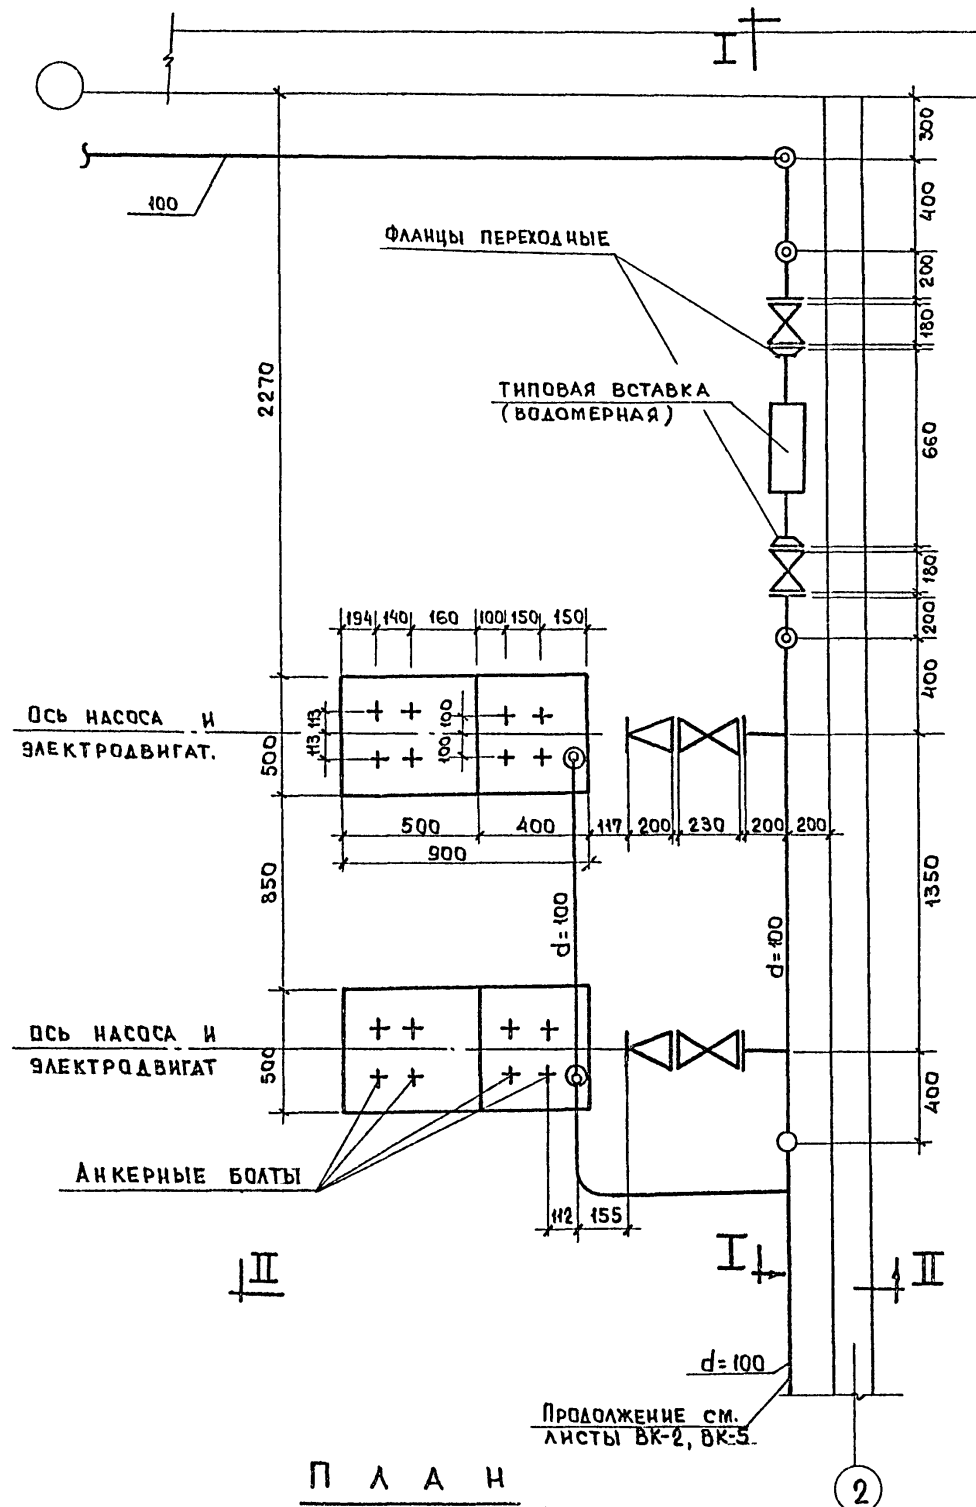 I
300
100
400
ФЛАНЦЫ ПЕРЕХОДНЫЕ
200
180
2270
ТИПОВАЯ ВСТАВКА
(ВОДОМЕРНАЯ)
660
180
200
194 140 160 100 150 150
400
ОСЬ НАСОСА И
ЭЛЕКТРОДВИГАТ.
113 113
100 100
500
500 400 117 200 230 200 200
900
850
1350
d=100
d=100
ОСЬ НАСОСА И
ЭЛЕКТРОДВИГАТ
500
400
АНКЕРНЫЕ БОЛТЫ
112 155
II
I
II
d=100
ПРОДОЛЖЕНИЕ СМ.
ЛИСТЫ ВК-2, ВК-5
ПЛАН
2